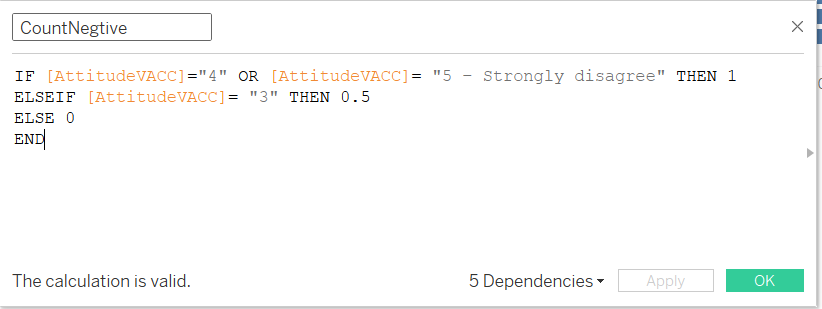 CountNegtive
IF [AttitudeVACC]="4" OR [AttitudeVACC]= "5 - Strongly disagree" THEN 1
ELSEIF [AttitudeVACC]= "3" THEN 0.5
ELSE 0
END
The calculation is valid.
5 Dependencies
Apply
OK